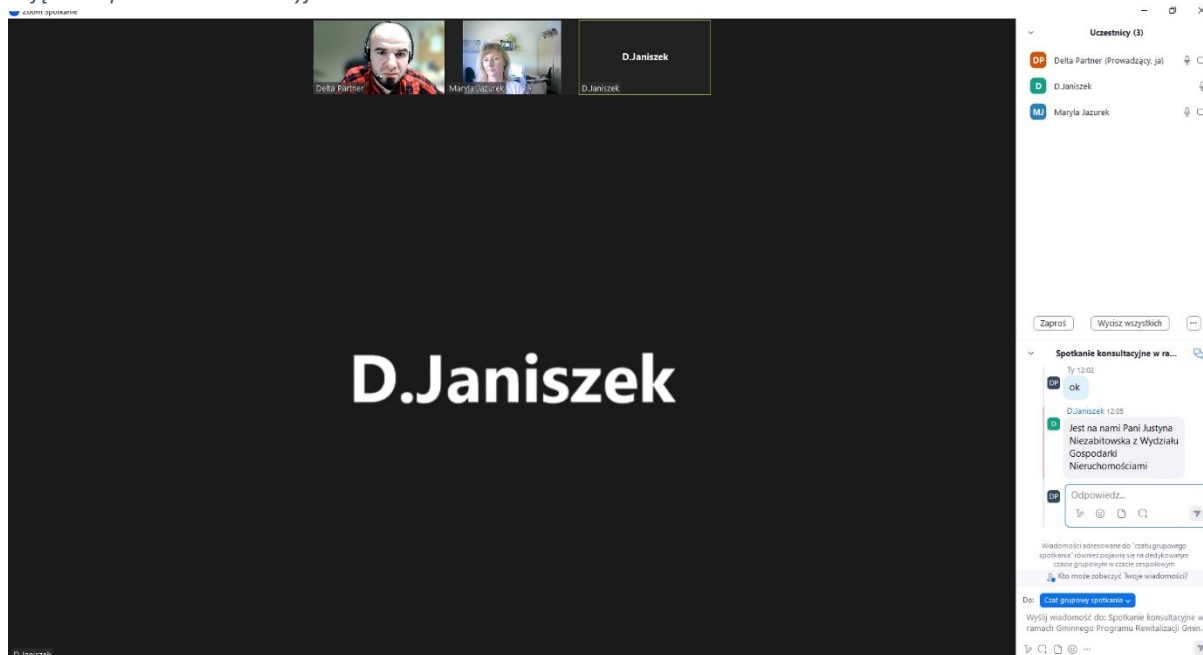 Zoom Spotkanie
Delta Partner
Maryla Jazurek
D.Janiszek
D.Janiszek
D.Janiszek
D.Janiszek
Uczestnicy (3)
DP Delta Partner (Prowadzący, ja)
D D.Janiszek
MJ Maryla Jazurek
Zaproś Wycisz wszystkich ...
Spotkanie konsultacyjne w ra...
Ty 12:02
DP ok
D.Janiszek 12:05
D Jest na nami Pani Justyna
Niezabitowska z Wydziału
Gospodarki
Nieruchomościami
DP Odpowiedz...
Wiadomości adresowane do "czatu grupowego
spotkania" również pojawią się na dedykowanym
czacie grupowym w czacie zespołowym
Kto może zobaczyć Twoje wiadomości?
Do: Czat grupowy spotkania
Wyślij wiadomość do: Spotkanie konsultacyjne w
ramach Gminnego Programu Rewitalizacji Gmin...